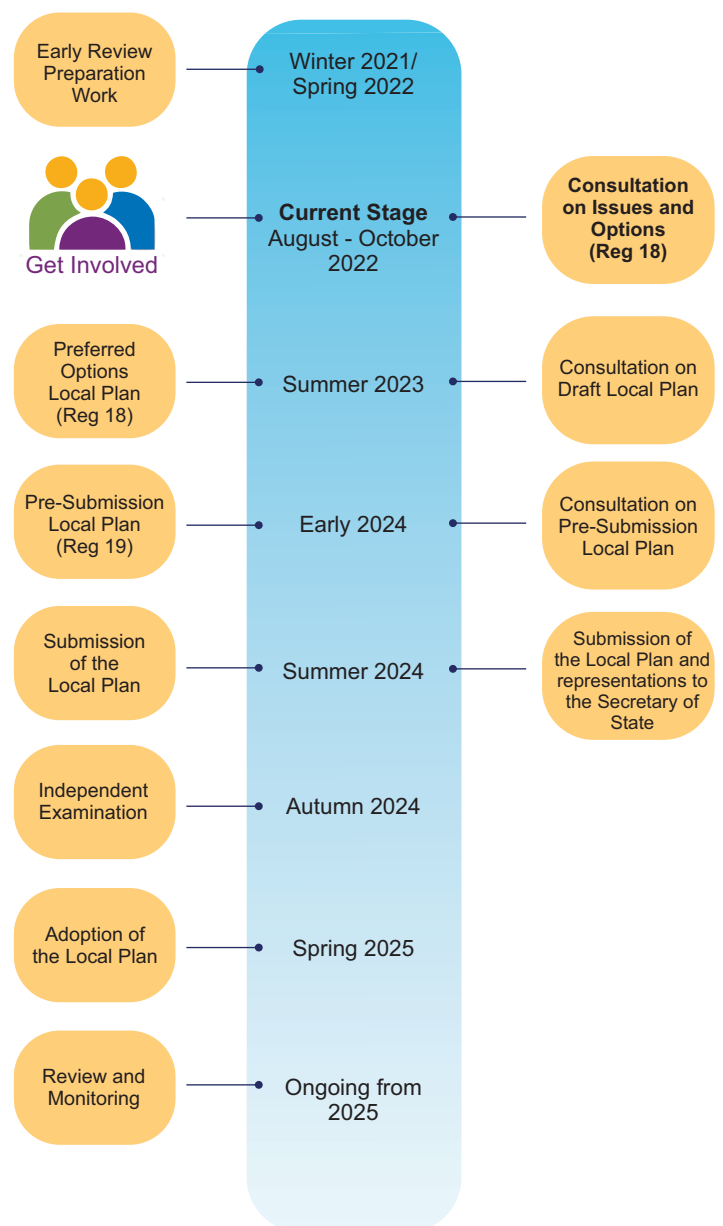 Early Review
Preparation
Work
Winter 2021/
Spring 2022
Get Involved
Current Stage
August - October
2022
Consultation
on Issues and
Options
(Reg 18)
Preferred
Options
Local Plan
(Reg 18)
Summer 2023
Consultation on
Draft Local Plan
Pre-Submission
Local Plan
(Reg 19)
Early 2024
Consultation on
Pre-Submission
Local Plan
Submission
of the
Local Plan
Summer 2024
Submission of
the Local Plan and
representations to
the Secretary of
State
Independent
Examination
Autumn 2024
Adoption of
the Local Plan
Spring 2025
Review and
Monitoring
Ongoing from
2025